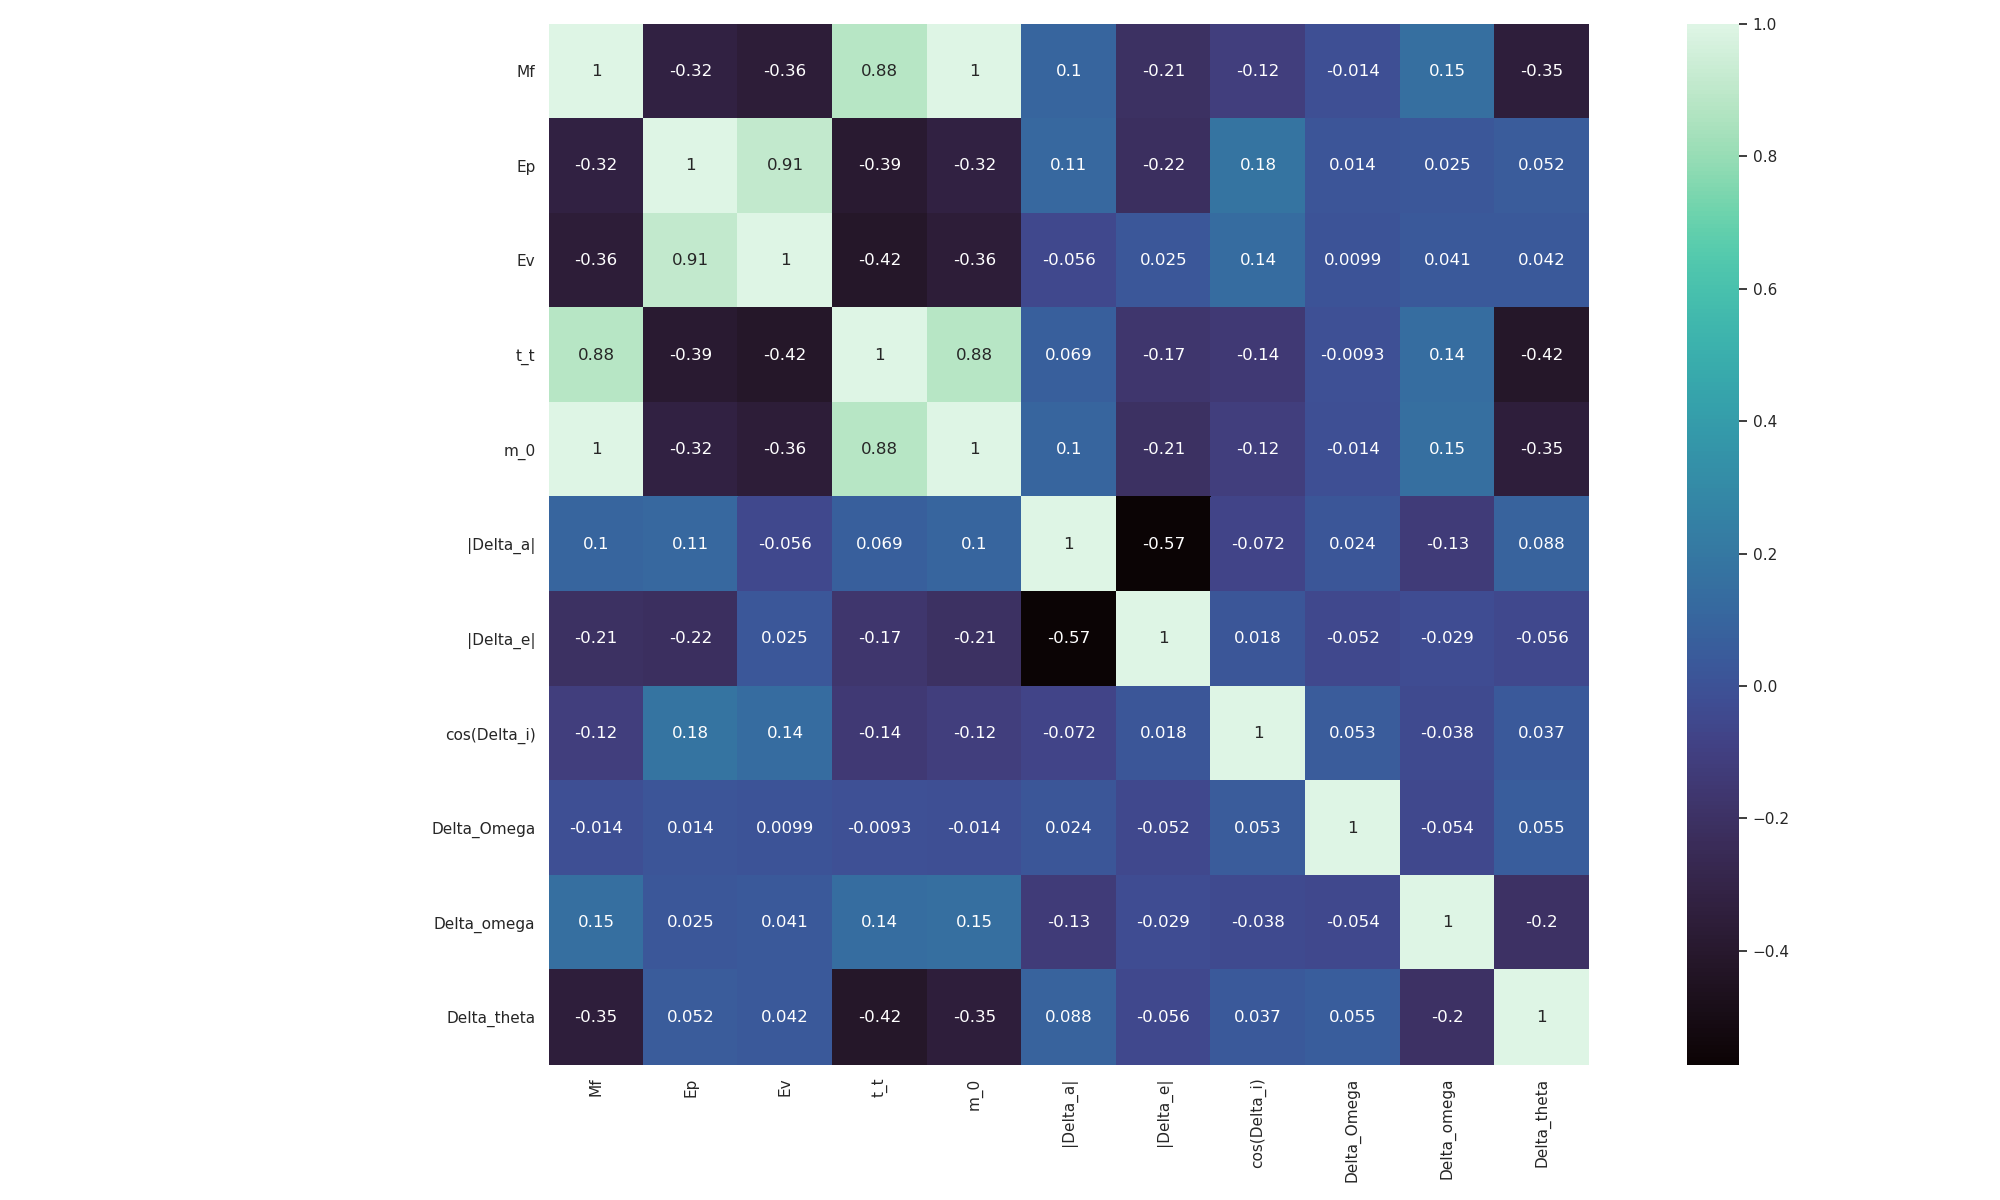 Mf 1 -0.32 -0.36 0.88 1 0.1 -0.21 -0.12 -0.014 0.15 -0.35
Ep -0.32 1 0.91 -0.39 -0.32 0.11 -0.22 0.18 0.014 0.025 0.052
Ev -0.36 0.91 1 -0.42 -0.36 -0.056 0.025 0.14 0.0099 0.041 0.042
t_t 0.88 -0.39 -0.42 1 0.88 0.069 -0.17 -0.14 -0.0093 0.14 -0.42
m_0 1 -0.32 -0.36 0.88 1 0.1 -0.21 -0.12 -0.014 0.15 -0.35
|Delta_a| 0.1 0.11 -0.056 0.069 0.1 1 -0.57 -0.072 0.024 -0.13 0.088
|Delta_e| -0.21 -0.22 0.025 -0.17 -0.21 -0.57 1 0.018 -0.052 -0.029 -0.056
cos(Delta_i) -0.12 0.18 0.14 -0.14 -0.12 -0.072 0.018 1 0.053 -0.038 0.037
Delta_Omega -0.014 0.014 0.0099 -0.0093 -0.014 0.024 -0.052 0.053 1 -0.054 0.055
Delta_omega 0.15 0.025 0.041 0.14 0.15 -0.13 -0.029 -0.038 -0.054 1 -0.2
Delta_theta -0.35 0.052 0.042 -0.42 -0.35 0.088 -0.056 0.037 0.055 -0.2 1
Mf Ep Ev t_t m_0 |Delta_a| |Delta_e| cos(Delta_i) Delta_Omega Delta_omega Delta_theta
1.0
0.8
0.6
0.4
0.2
0.0
−0.2
−0.4